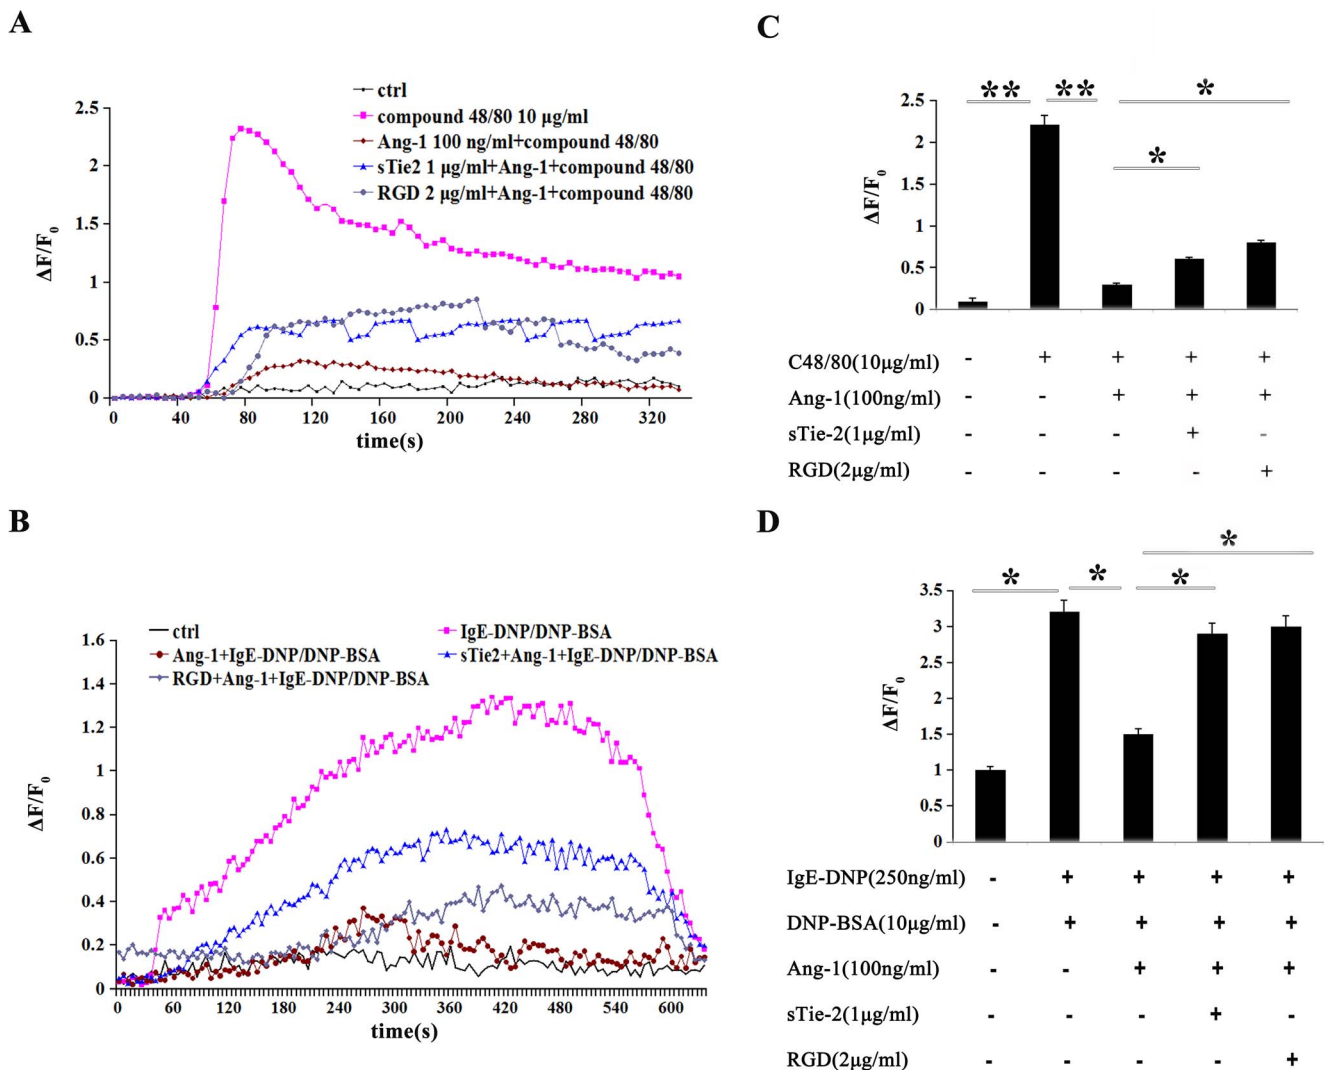 A
ctrl
compound 48/80 10 μg/ml
Ang-1 100 ng/ml+compound 48/80
sTie2 1 μg/ml+Ang-1+compound 48/80
RGD 2 μg/ml+Ang-1+compound 48/80
2.5
2
1.5
1
0.5
0
ΔF/F0
0 40 80 120 160 200 240 280 320
time(s)
B
ctrl
IgE-DNP/DNP-BSA
Ang-1+IgE-DNP/DNP-BSA
sTie2+Ang-1+IgE-DNP/DNP-BSA
RGD+Ang-1+IgE-DNP/DNP-BSA
1.6
1.4
1.2
1
0.8
0.6
0.4
0.2
0
ΔF/F0
0 60 120 180 240 300 360 420 480 540 600
time(s)
C
** ** *
*
2.5
2
1.5
1
0.5
0
ΔF/F0
C48/80(10μg/ml) - + + + +
Ang-1(100ng/ml) - - + + +
sTie-2(1μg/ml) - - - + -
RGD(2μg/ml) - - - - +
D
*
* * *
3.5
3
2.5
2
1.5
1
0.5
0
ΔF/F0
IgE-DNP(250ng/ml) - + + + +
DNP-BSA(10μg/ml) - + + + +
Ang-1(100ng/ml) - - + + +
sTie-2(1μg/ml) - - - + -
RGD(2μg/ml) - - - - +